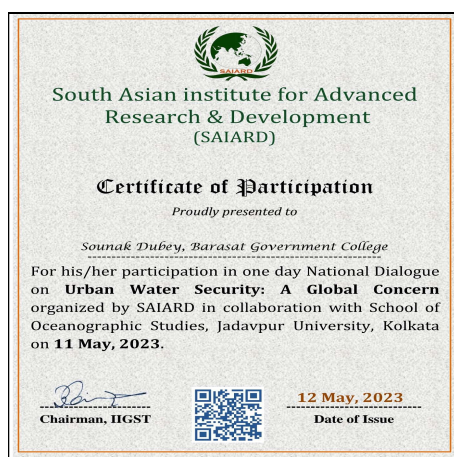 SAIARD
South Asian institute for Advanced
Research & Development
(SAIARD)
Certificate of Participation
Proudly presented to
Sounak Dubey, Barasat Government College
For his/her participation in one day National Dialogue
on Urban Water Security: A Global Concern
organized by SAIARD in collaboration with School of
Oceanographic Studies, Jadavpur University, Kolkata
on 11 May, 2023.
12 May, 2023
Chairman, IIGST
Date of Issue